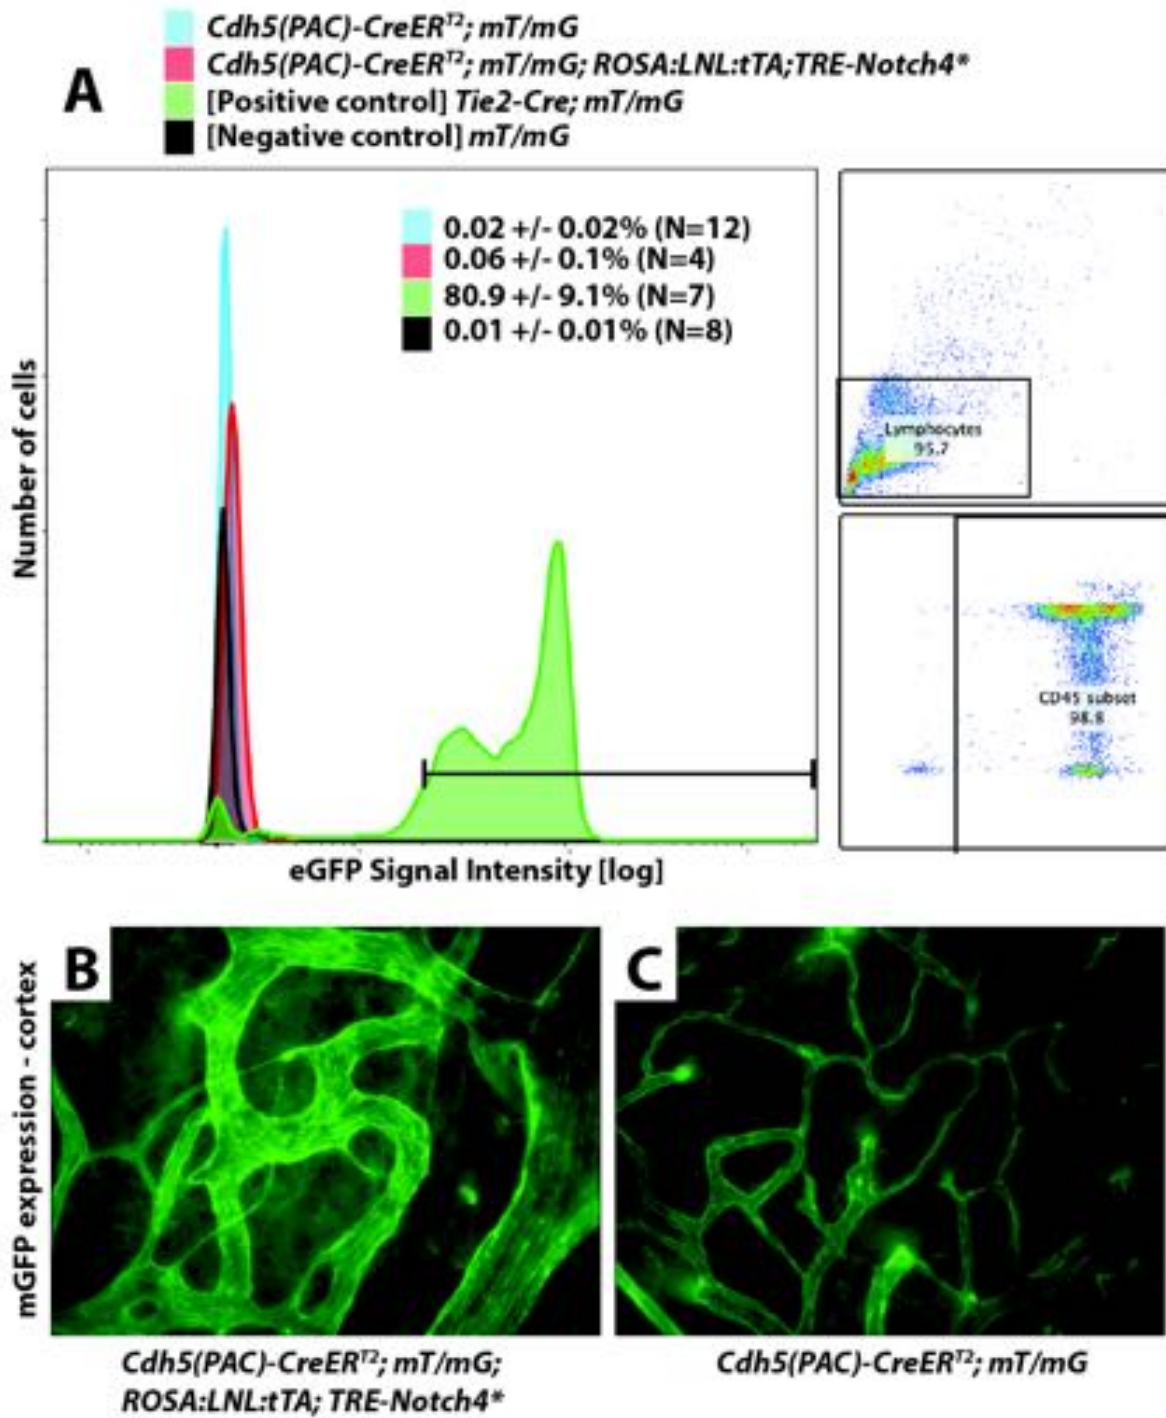 A
Cdh5(PAC)-CreERᵀ²; mT/mG
Cdh5(PAC)-CreERᵀ²; mT/mG; ROSA:LNL:tTA;TRE-Notch4*
[Positive control] Tie2-Cre; mT/mG
[Negative control] mT/mG
0.02 +/- 0.02% (N=12)
0.06 +/- 0.1% (N=4)
80.9 +/- 9.1% (N=7)
0.01 +/- 0.01% (N=8)
Number of cells
eGFP Signal Intensity [log]
Lymphocytes
95.7
CD45 subset
98.8
mGFP expression - cortex
B
C
Cdh5(PAC)-CreERᵀ²; mT/mG;
ROSA:LNL:tTA; TRE-Notch4*
Cdh5(PAC)-CreERᵀ²; mT/mG